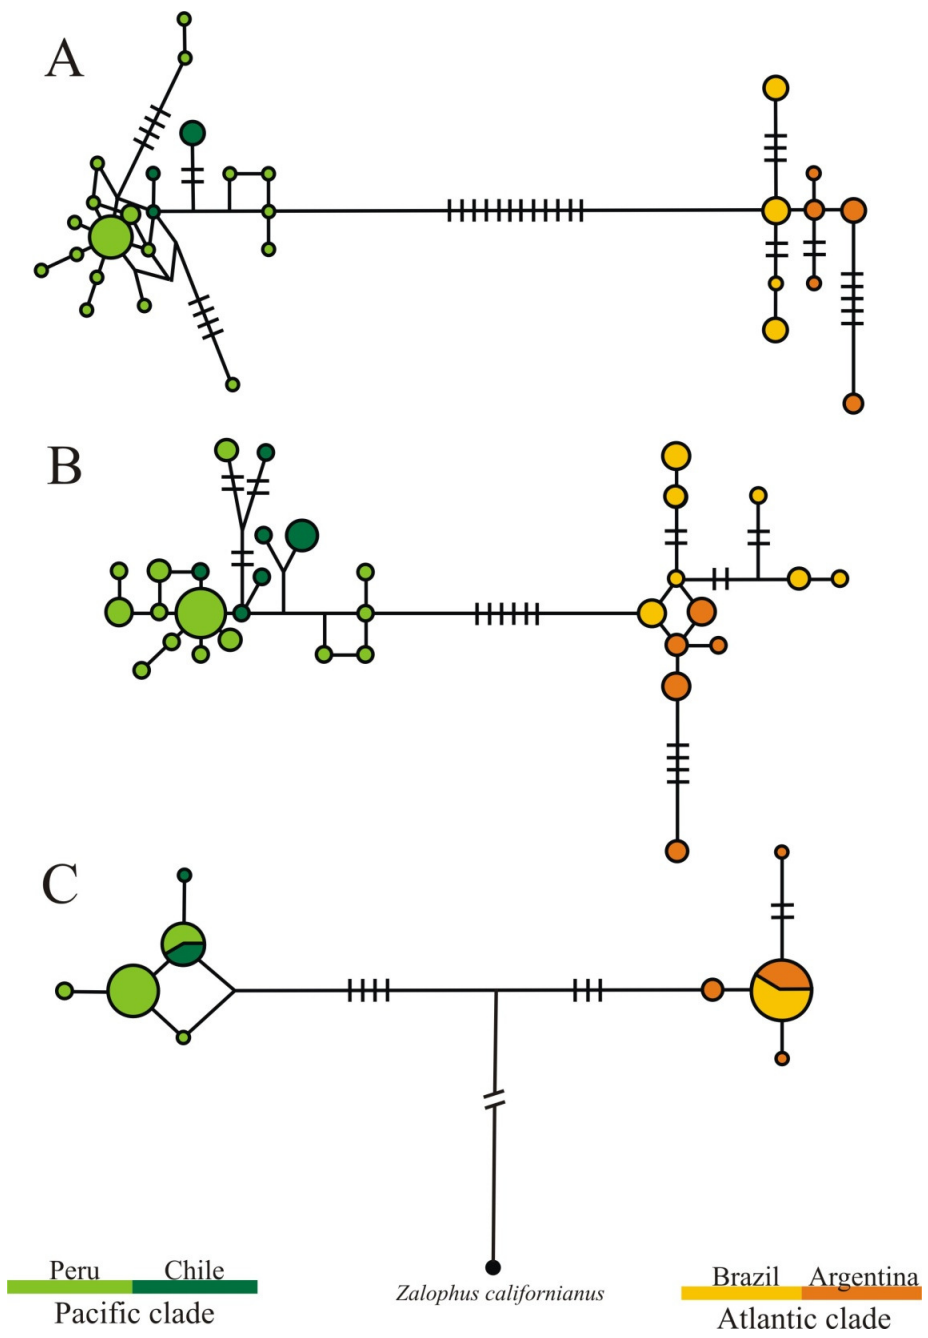 A
B
C
Peru Chile
Pacific clade
Zalophus californianus
Brazil Argentina
Atlantic clade